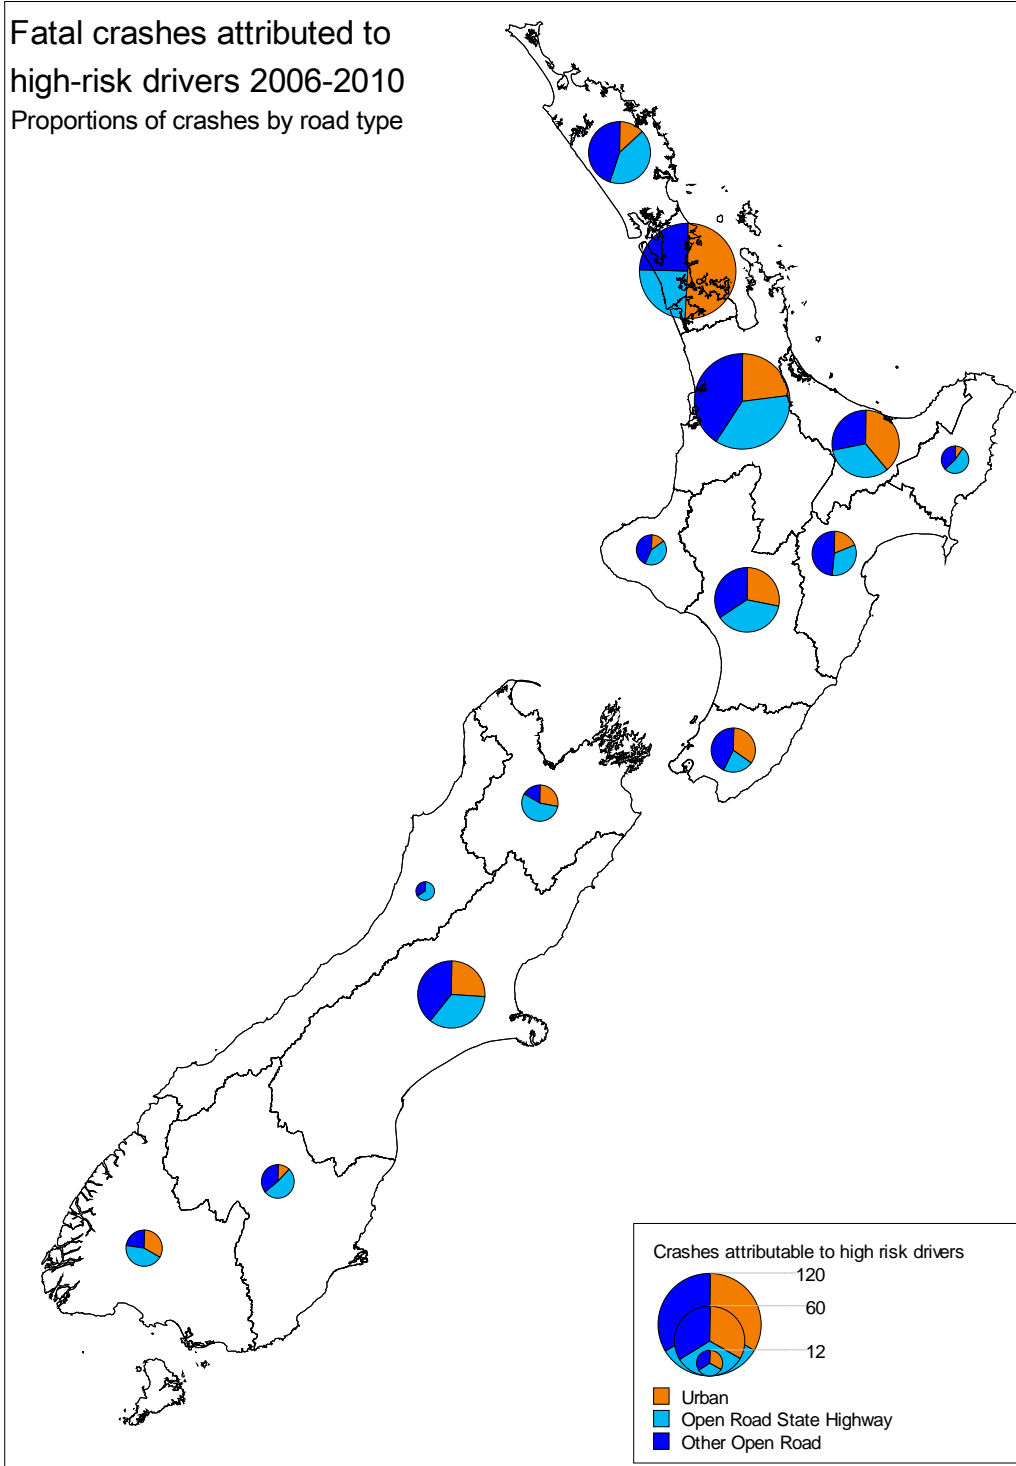 Fatal crashes attributed to
high-risk drivers 2006-2010
Proportions of crashes by road type
Crashes attributable to high risk drivers
120
60
12
Urban
Open Road State Highway
Other Open Road